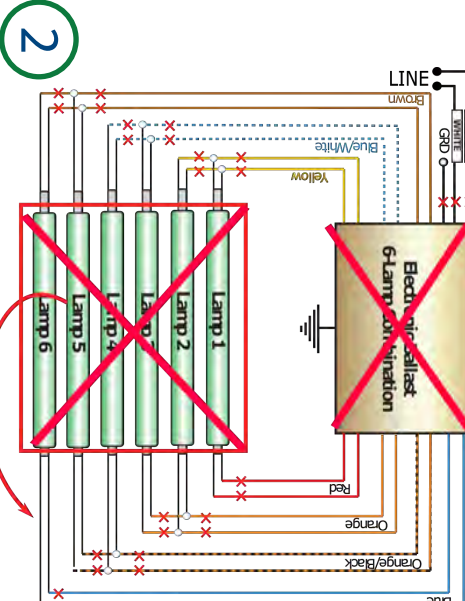 2
LINE
Brown
WHITE
GRD
Blue/White
Yellow
Electronic Ballast
6-Lamp Combination
Lamp 1
Lamp 2
Lamp 4
Lamp 5
Lamp 6
Red
Orange
Orange/Black